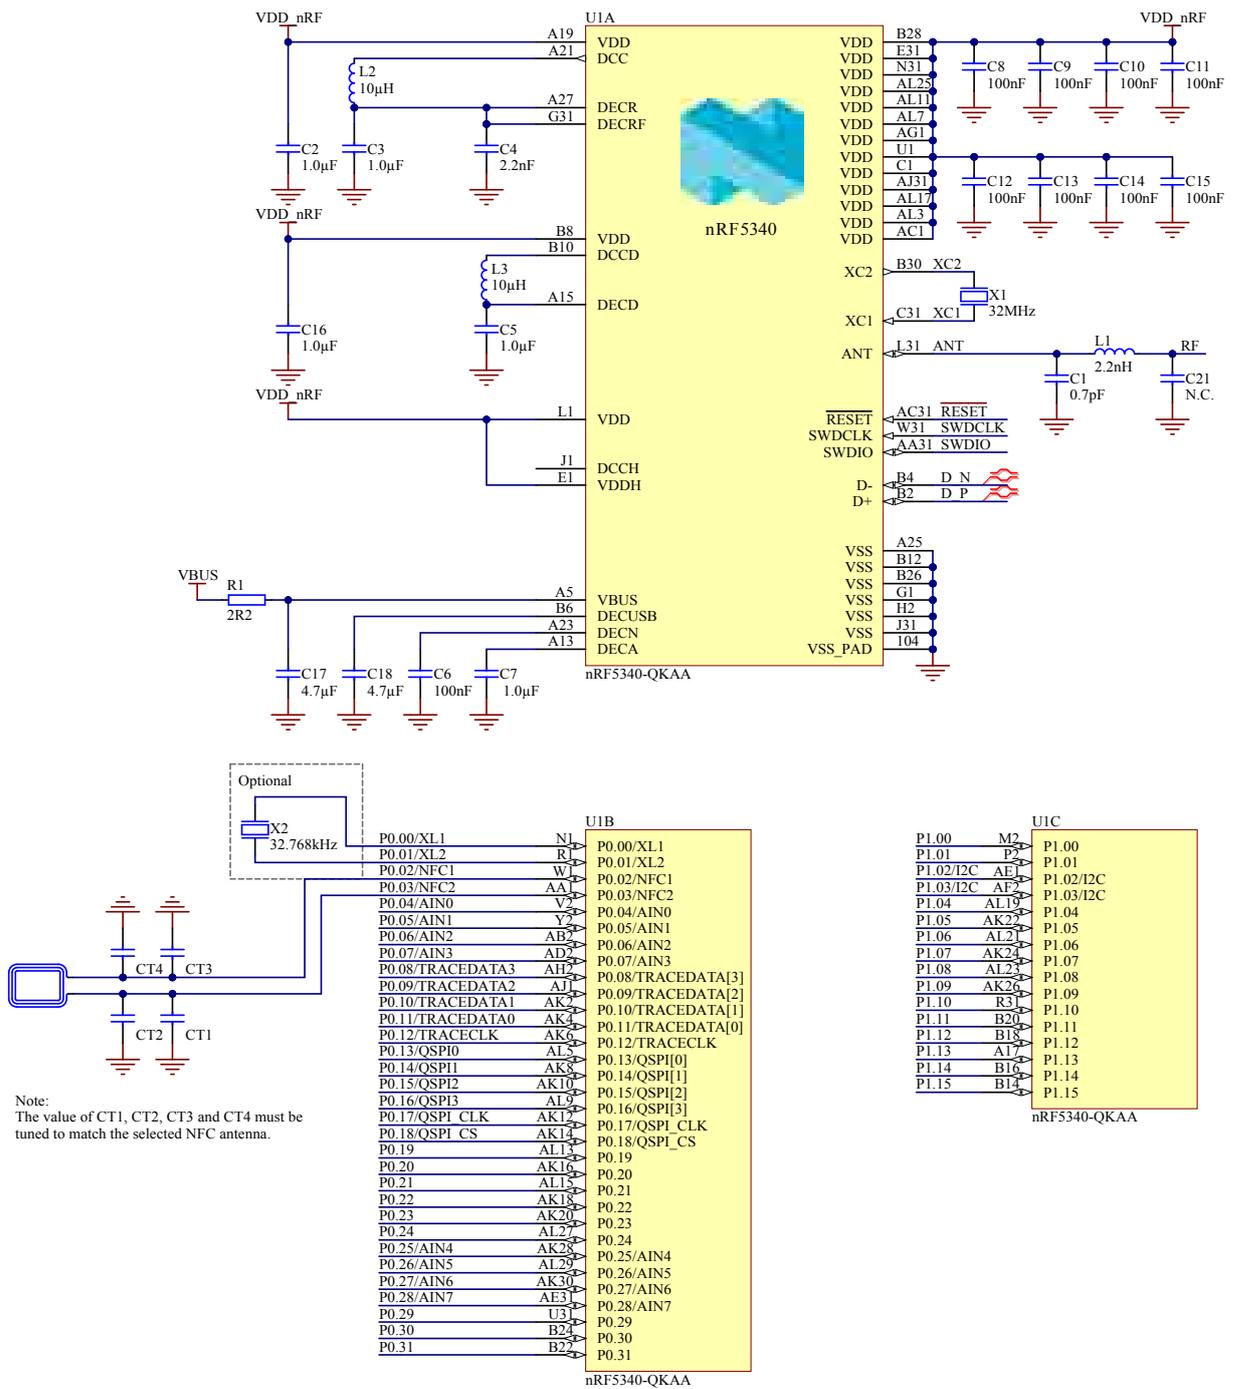 VDD_nRF
U1A
VDD_nRF
A19 VDD
A21 DCC
L2
10µH
A27 DECR
G31 DECRF
C2
1.0µF
C3
1.0µF
C4
2.2nF
VDD_nRF
B8 VDD
B10 DCCD
L3
10µH
A15 DECD
C16
1.0µF
C5
1.0µF
VDD_nRF
L1 VDD
J1 DCCH
E1 VDDH
VBUS
R1
2R2
A5 VBUS
B6 DECUSB
A23 DECN
A13 DECA
C17
4.7µF
C18
4.7µF
C6
100nF
C7
1.0µF
nRF5340
VDD B28
VDD E31
VDD N31
VDD AL25
VDD AL11
VDD AL7
VDD AG1
VDD U1
VDD C1
VDD AJ31
VDD AL17
VDD AL3
VDD AC1
C8
100nF
C9
100nF
C10
100nF
C11
100nF
C12
100nF
C13
100nF
C14
100nF
C15
100nF
XC2 B30 XC2
X1
32MHz
XC1 C31 XC1
ANT L31 ANT
L1
2.2nH
RF
C1
0.7pF
C21
N.C.
RESET AC31 RESET
SWDCLK W31 SWDCLK
SWDIO AA31 SWDIO
D- B4 D_N
D+ B2 D_P
VSS A25
VSS B12
VSS B26
VSS G1
VSS H2
VSS J31
VSS_PAD 104
nRF5340-QKAA
Optional
X2
32.768kHz
U1B
P0.00/XL1 N1 P0.00/XL1
P0.01/XL2 R1 P0.01/XL2
P0.02/NFC1 W1 P0.02/NFC1
P0.03/NFC2 AA1 P0.03/NFC2
P0.04/AIN0 V2 P0.04/AIN0
P0.05/AIN1 Y2 P0.05/AIN1
P0.06/AIN2 AB2 P0.06/AIN2
P0.07/AIN3 AD2 P0.07/AIN3
P0.08/TRACEDATA3 AH2 P0.08/TRACEDATA[3]
P0.09/TRACEDATA2 AJ1 P0.09/TRACEDATA[2]
P0.10/TRACEDATA1 AK2 P0.10/TRACEDATA[1]
P0.11/TRACEDATA0 AK4 P0.11/TRACEDATA[0]
P0.12/TRACECLK AK6 P0.12/TRACECLK
P0.13/QSPI0 AL5 P0.13/QSPI[0]
P0.14/QSPI1 AK8 P0.14/QSPI[1]
P0.15/QSPI2 AK10 P0.15/QSPI[2]
P0.16/QSPI3 AL9 P0.16/QSPI[3]
P0.17/QSPI_CLK AK12 P0.17/QSPI_CLK
P0.18/QSPI_CS AK14 P0.18/QSPI_CS
P0.19 AL13 P0.19
P0.20 AK16 P0.20
P0.21 AL15 P0.21
P0.22 AK18 P0.22
P0.23 AK20 P0.23
P0.24 AL27 P0.24
P0.25/AIN4 AK28 P0.25/AIN4
P0.26/AIN5 AL29 P0.26/AIN5
P0.27/AIN6 AK30 P0.27/AIN6
P0.28/AIN7 AE31 P0.28/AIN7
P0.29 U31 P0.29
P0.30 B24 P0.30
P0.31 B22 P0.31
nRF5340-QKAA
CT4
CT3
CT2
CT1
Note:
The value of CT1, CT2, CT3 and CT4 must be
tuned to match the selected NFC antenna.
U1C
P1.00 M2 P1.00
P1.01 P2 P1.01
P1.02/I2C AE1 P1.02/I2C
P1.03/I2C AF2 P1.03/I2C
P1.04 AL19 P1.04
P1.05 AK22 P1.05
P1.06 AL21 P1.06
P1.07 AK24 P1.07
P1.08 AL23 P1.08
P1.09 AK26 P1.09
P1.10 R31 P1.10
P1.11 B20 P1.11
P1.12 B18 P1.12
P1.13 A17 P1.13
P1.14 B16 P1.14
P1.15 B14 P1.15
nRF5340-QKAA